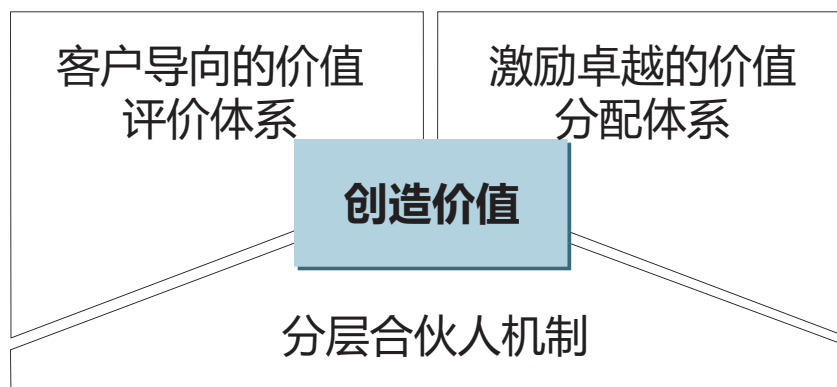 客户导向的价值
评价体系
激励卓越的价值
分配体系
创造价值
分层合伙人机制